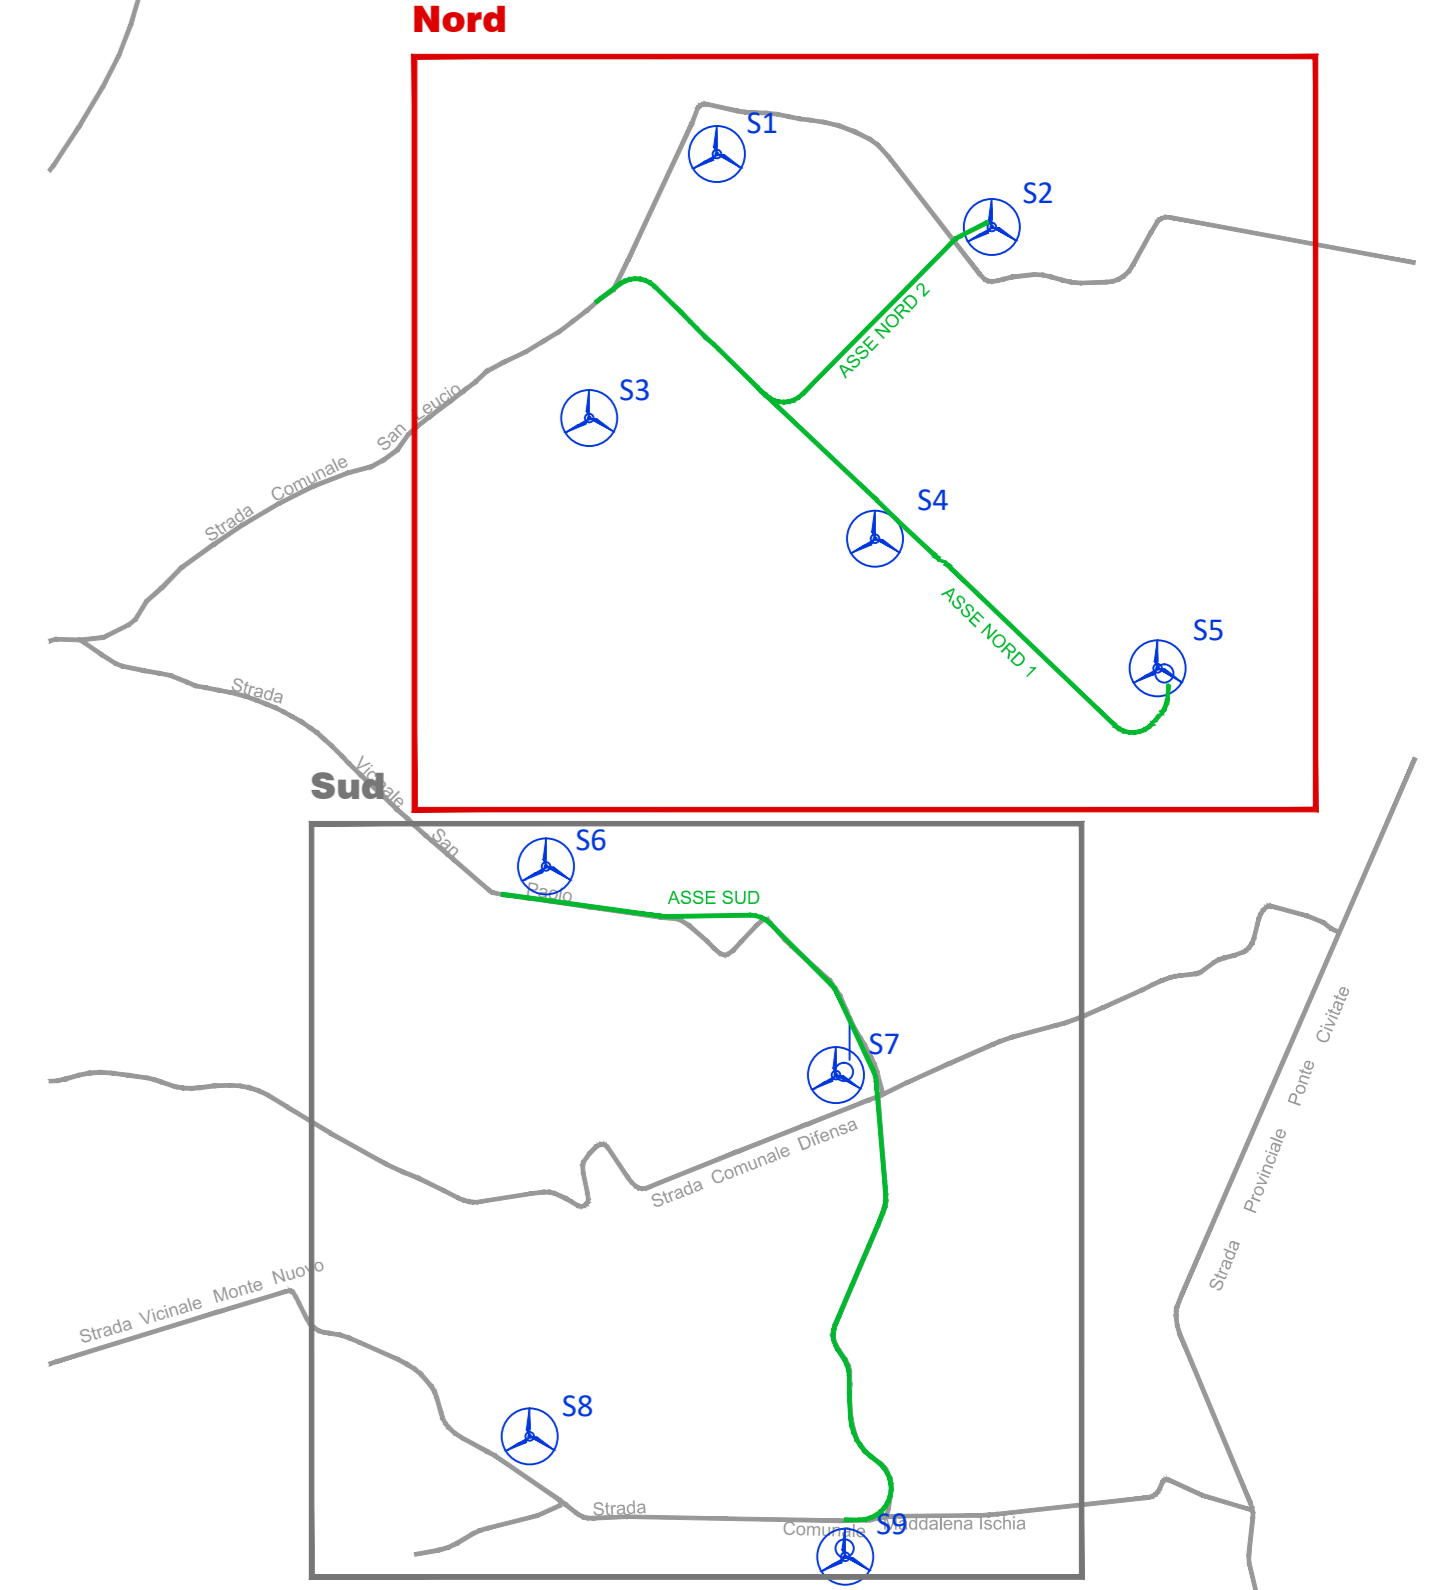 Nord
S1
S2
ASSE NORD 2
S3
Strada Comunale San Leucio
S4
ASSE NORD 1
S5
Strada Vicinale San Paolo
Sud
S6
ASSE SUD
S7
Strada Comunale Difensa
Strada Provinciale Ponte Civitate
Strada Vicinale Monte Nuovo
S8
Strada Comunale Maddalena Ischia
S9